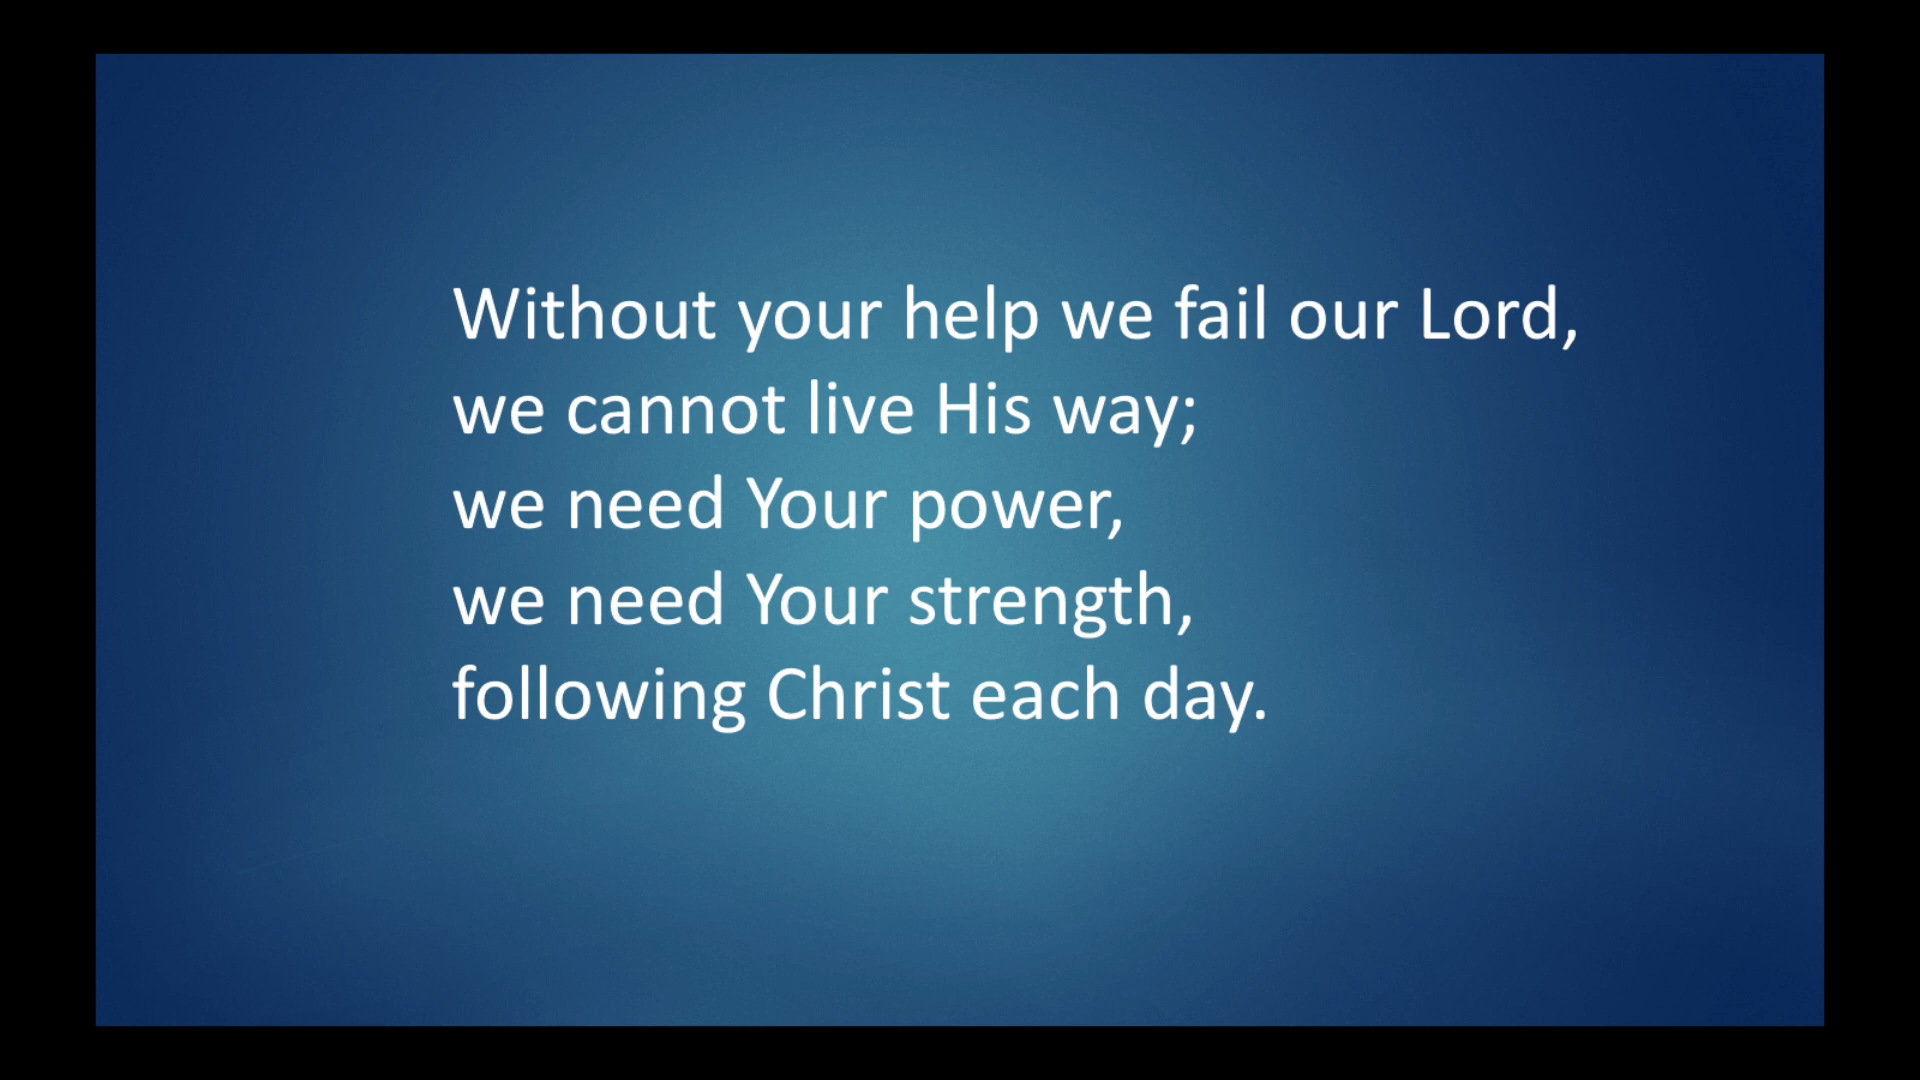 Without your help we fail our Lord,
we cannot live His way;
we need Your power,
we need Your strength,
following Christ each day.